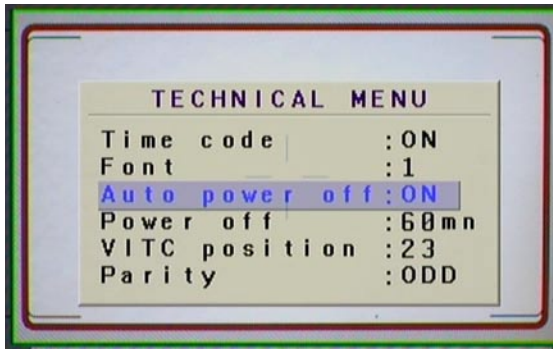 TECHNICAL MENU
Time code :ON
Font :1
Auto power off:ON
Power off :60mn
VITC position :23
Parity :ODD